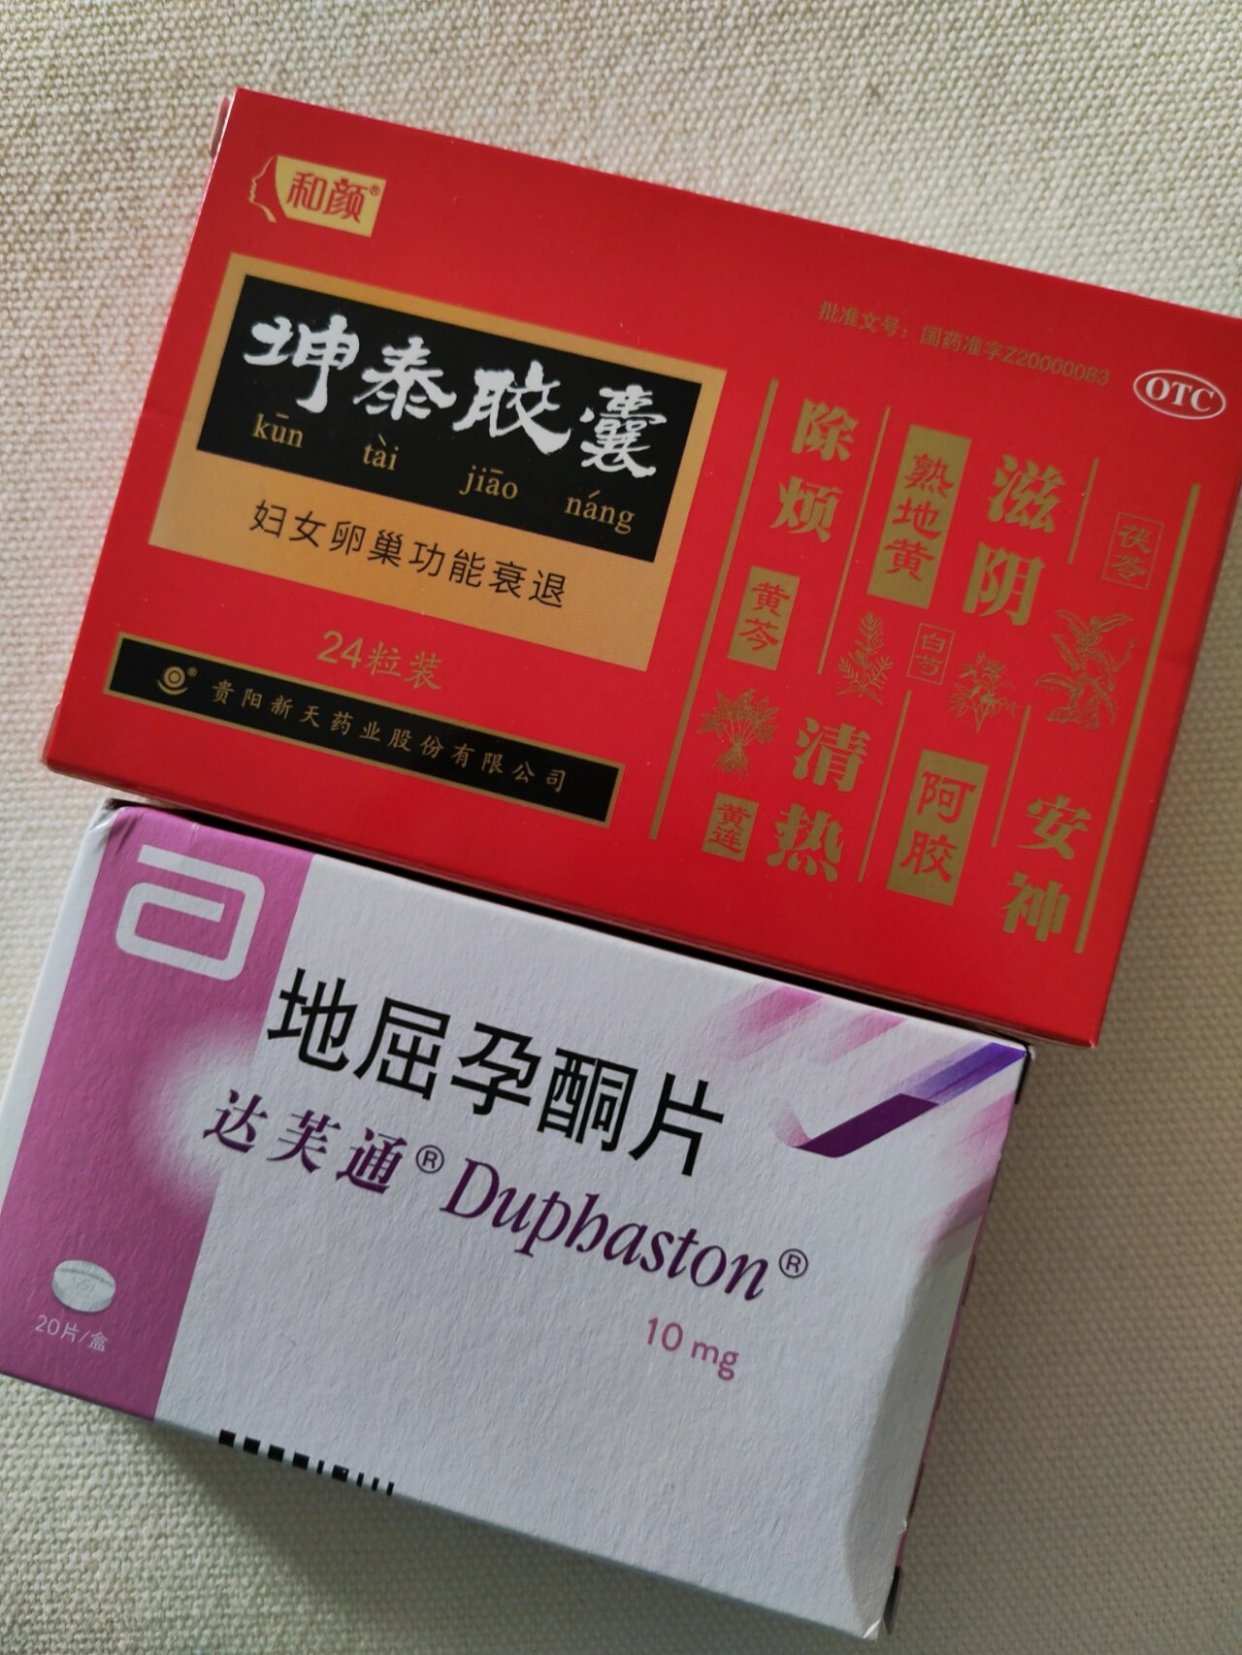 和颜®
批准文号：国药准字Z20000083
OTC
坤泰胶囊
kūn tài jiāo náng
妇女卵巢功能衰退
24粒装
® 贵阳新天药业股份有限公司
除烦
黄芩
清热
黄连
熟地黄
白芍
阿胶
滋阴
安神
茯苓
地屈孕酮片
达芙通® Duphaston®
10 mg
20片/盒